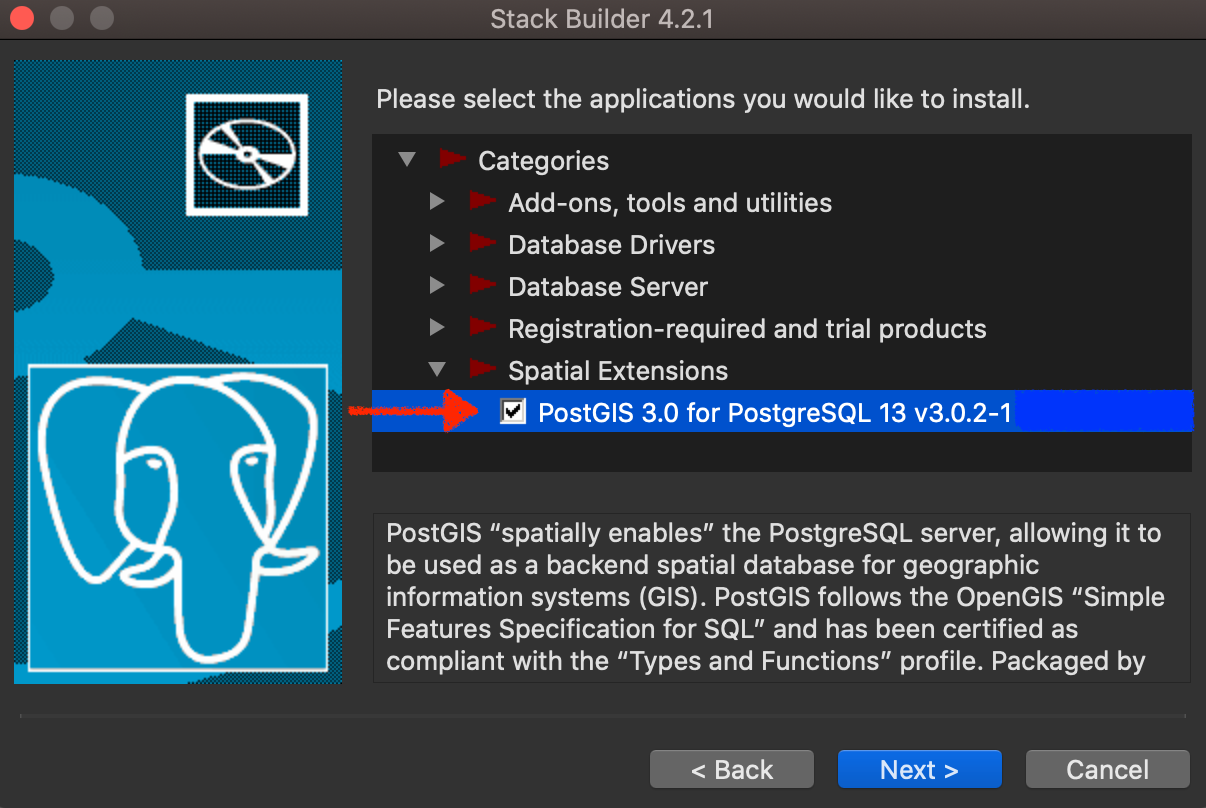 Stack Builder 4.2.1
Please select the applications you would like to install.
Categories
Add-ons, tools and utilities
Database Drivers
Database Server
Registration-required and trial products
Spatial Extensions
PostGIS 3.0 for PostgreSQL 13 v3.0.2-1
PostGIS “spatially enables” the PostgreSQL server, allowing it to
be used as a backend spatial database for geographic
information systems (GIS). PostGIS follows the OpenGIS “Simple
Features Specification for SQL” and has been certified as
compliant with the “Types and Functions” profile. Packaged by
< Back
Next >
Cancel